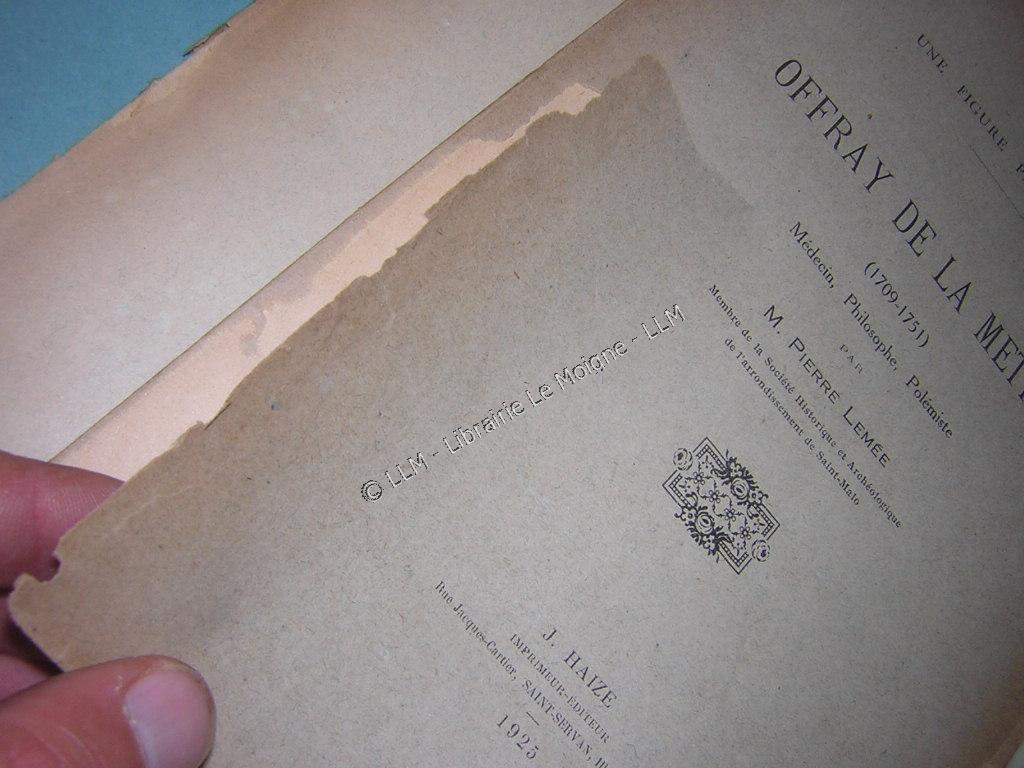 UNE FIGURE
OFFRAY DE LA
(1709-1751)
Médecin, Philosophe, Polémiste
PAR
M. PIERRE LEMÉE
Membre de la Société Historique et Archéologique
de l'arrondissement de Saint-Malo
J. HAIZE
IMPRIMEUR-ÉDITEUR
Rue Jacques-Cartier, SAINT-SERVAN,
1925
© LLM - Librairie Le Moigne - LLM